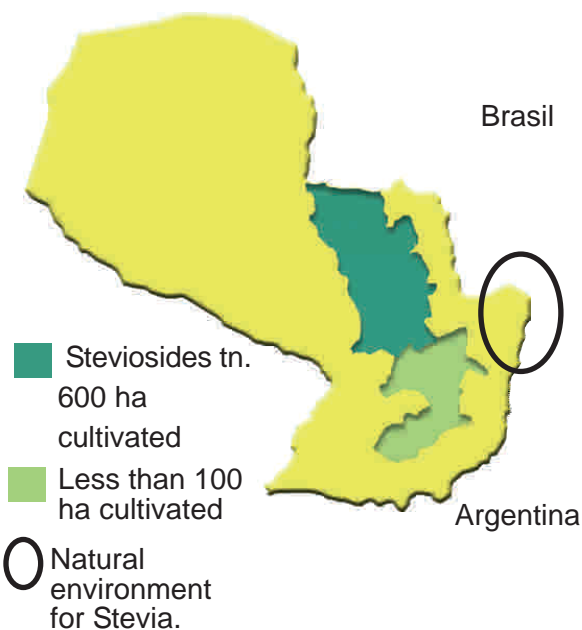 Brasil
Steviosides tn.
600 ha
cultivated
Less than 100
ha cultivated
Argentina
Natural
environment
for Stevia.